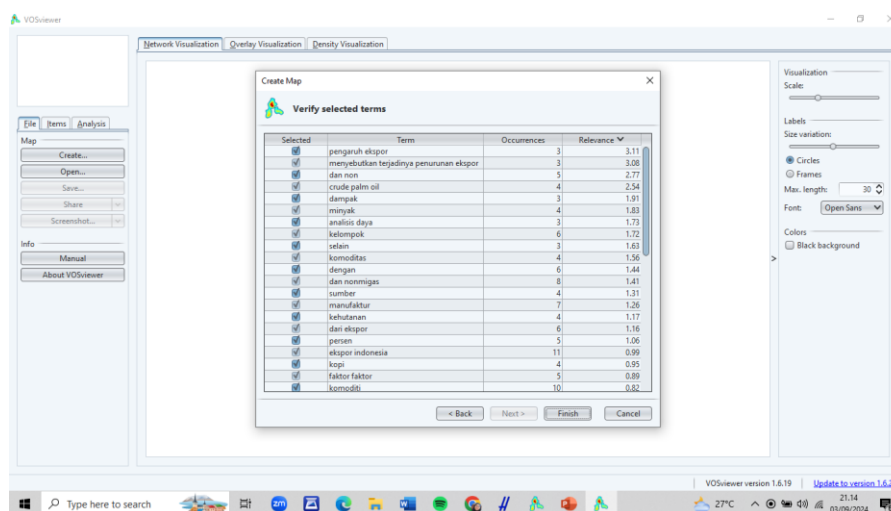 VOSviewer
Network Visualization Overlay Visualization Density Visualization
File Items Analysis
Map
Create...
Open...
Save...
Share
Screenshot...
Info
Manual
About VOSviewer
Create Map
Verify selected terms
Selected Term Occurrences Relevance
pengaruh ekspor 3 3.11
menyebutkan terjadinya penurunan ekspor 3 3.08
dan non 5 2.77
crude palm oil 4 2.54
dampak 3 1.91
minyak 4 1.83
analisis daya 3 1.73
kelompok 6 1.72
selain 3 1.63
komoditas 4 1.56
dengan 6 1.44
dan nonmigas 8 1.41
sumber 4 1.31
manufaktur 7 1.26
kehutanan 4 1.17
dari ekspor 6 1.16
persen 5 1.06
ekspor indonesia 11 0.99
kopi 4 0.95
faktor faktor 5 0.89
komoditi 10 0.82
< Back Next > Finish Cancel
Visualization
Scale:
Labels
Size variation:
Circles
Frames
Max. length: 30
Font: Open Sans
Colors
Black background
>
VOSviewer version 1.6.19 Update to version 1.6.2
Type here to search
zm
27°C
21.14
03/09/2024